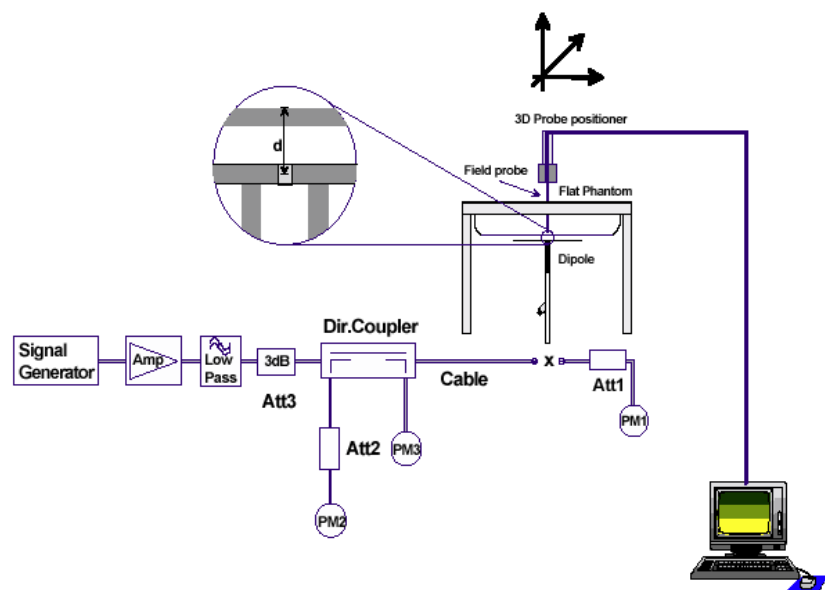 3D Probe positioner
d
Field probe
Flat Phantom
Dipole
Signal
Generator
Amp
Low
Pass
3dB
Att3
Dir.Coupler
Cable
x
Att1
PM1
Att2
PM3
PM2